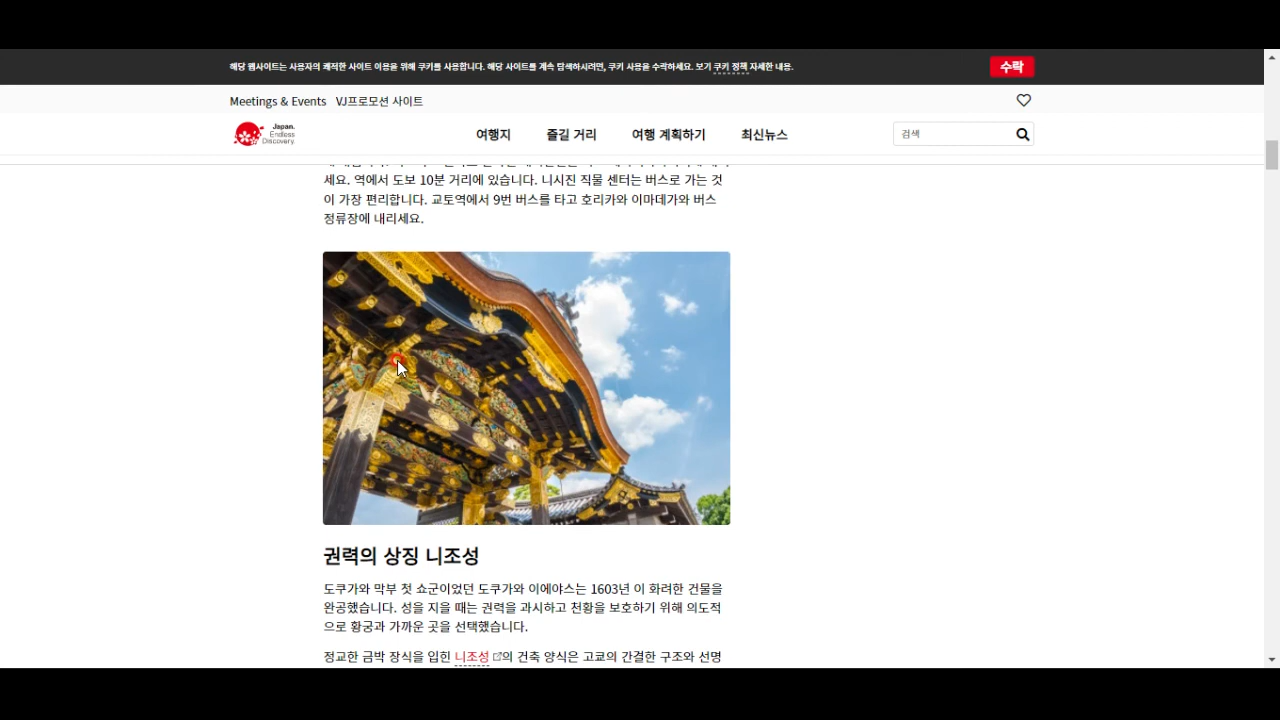 해당 웹사이트는 사용자의 쾌적한 사이트 이용을 위해 쿠키를 사용합니다. 해당 사이트를 계속 탐색하시려면, 쿠키 사용을 수락하세요. 보기 쿠키 정책 자세한 내용.
수락
Meetings & Events VJ프로모션 사이트
Japan.
Endless
Discovery.
여행지 즐길 거리 여행 계획하기 최신뉴스
검색
세요. 역에서 도보 10분 거리에 있습니다. 니시진 직물 센터는 버스로 가는 것
이 가장 편리합니다. 교토역에서 9번 버스를 타고 호리카와 이마데가와 버스
정류장에 내리세요.
권력의 상징 니조성
도쿠가와 막부 첫 쇼군이었던 도쿠가와 이에야스는 1603년 이 화려한 건물을
완공했습니다. 성을 지을 때는 권력을 과시하고 천황을 보호하기 위해 의도적
으로 황궁과 가까운 곳을 선택했습니다.
정교한 금박 장식을 입힌 니조성 의 건축 양식은 고쿄의 간결한 구조와 선명